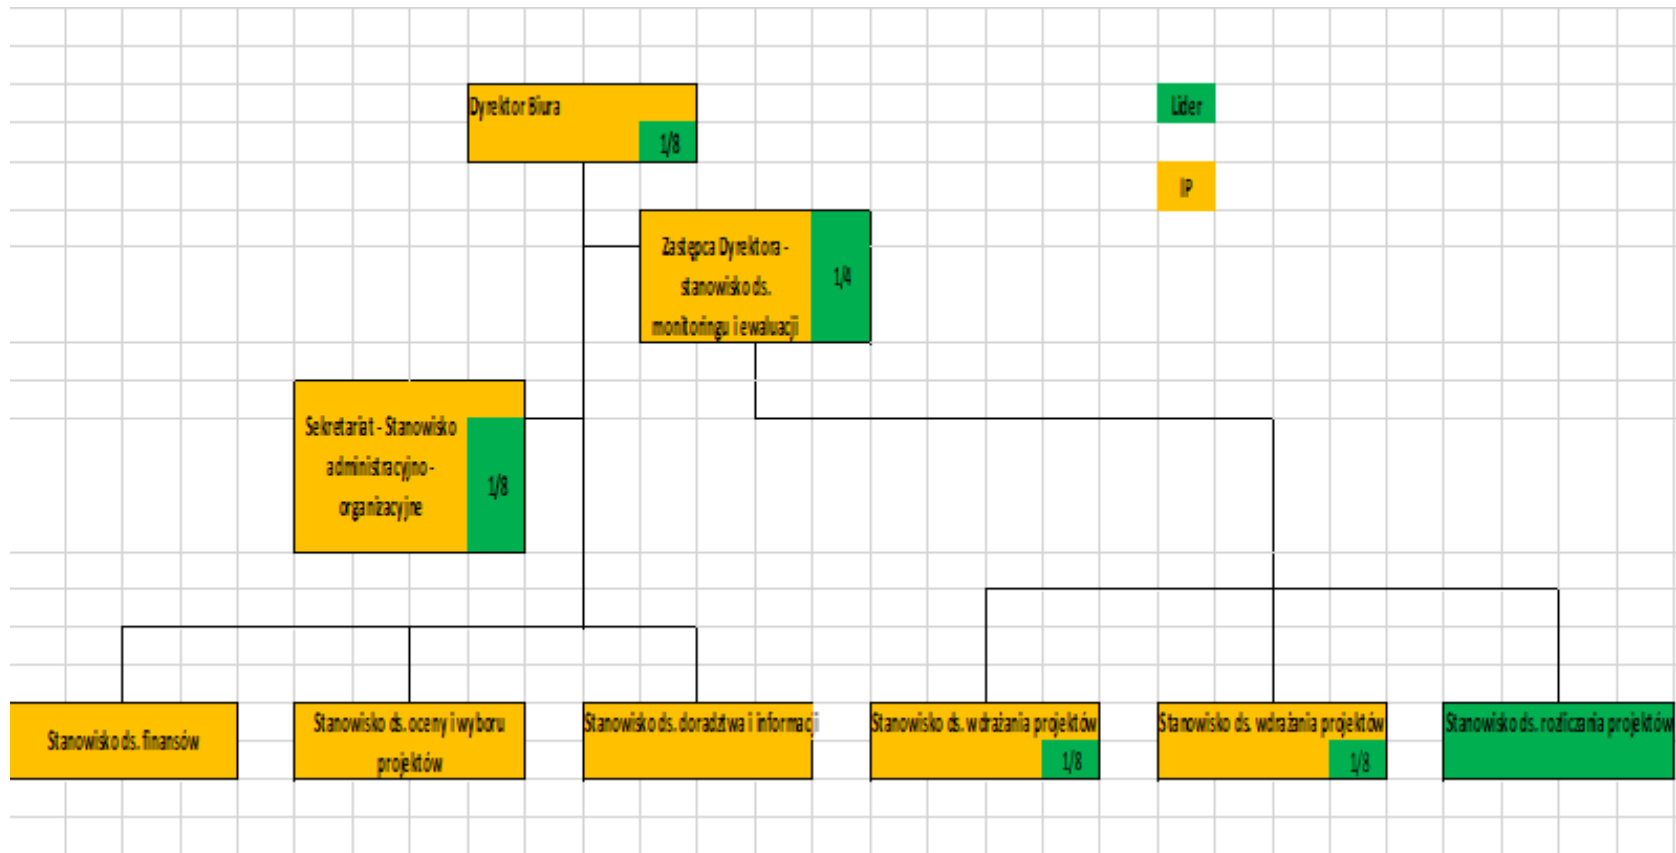 Dyrektor Biura
1/8
Lider
IP
Zastępca Dyrektora -
stanowisko ds.
monitoringu i ewaluacji
1/4
Sekretariat - Stanowisko
administracyjno -
organizacyjne
1/8
Stanowisko ds. finansów
Stanowisko ds. oceny i wyboru
projektów
Stanowisko ds. doradztwa i informacji
Stanowisko ds. wdrażania projektów
1/8
Stanowisko ds. wdrażania projektów
1/8
Stanowisko ds. rozliczania projektów